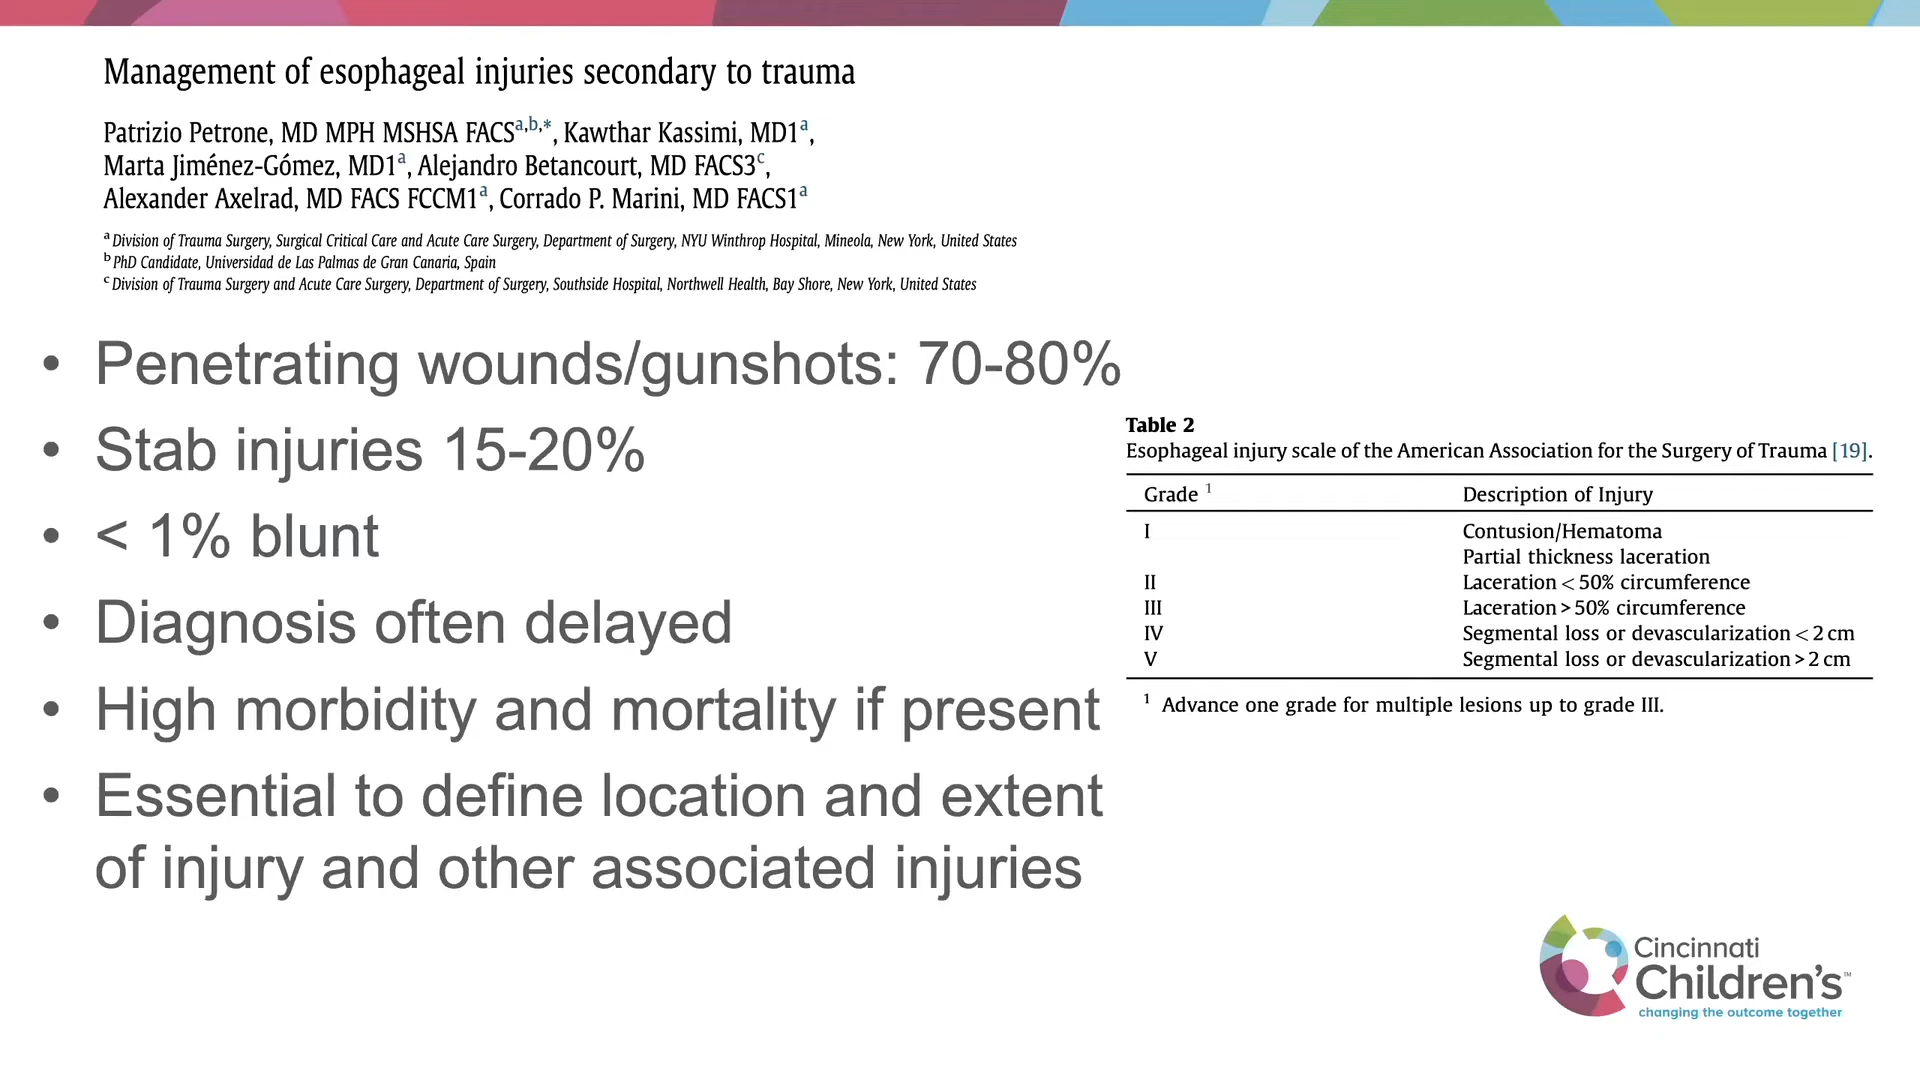 Management of esophageal injuries secondary to trauma
Patrizio Petrone, MD MPH MSHSA FACSa,b,*, Kawthar Kassimi, MD1a,
Marta Jiménez-Gómez, MD1a, Alejandro Betancourt, MD FACS3c,
Alexander Axelrad, MD FACS FCCM1a, Corrado P. Marini, MD FACS1a
a Division of Trauma Surgery, Surgical Critical Care and Acute Care Surgery, Department of Surgery, NYU Winthrop Hospital, Mineola, New York, United States
b PhD Candidate, Universidad de Las Palmas de Gran Canaria, Spain
c Division of Trauma Surgery and Acute Care Surgery, Department of Surgery, Southside Hospital, Northwell Health, Bay Shore, New York, United States
• Penetrating wounds/gunshots: 70-80%
• Stab injuries 15-20%
• < 1% blunt
• Diagnosis often delayed
• High morbidity and mortality if present
• Essential to define location and extent
of injury and other associated injuries
Table 2
Esophageal injury scale of the American Association for the Surgery of Trauma [19].
Grade 1 Description of Injury
I Contusion/Hematoma
Partial thickness laceration
II Laceration < 50% circumference
III Laceration > 50% circumference
IV Segmental loss or devascularization < 2 cm
V Segmental loss or devascularization > 2 cm
1 Advance one grade for multiple lesions up to grade III.
Cincinnati
Children's™
changing the outcome together